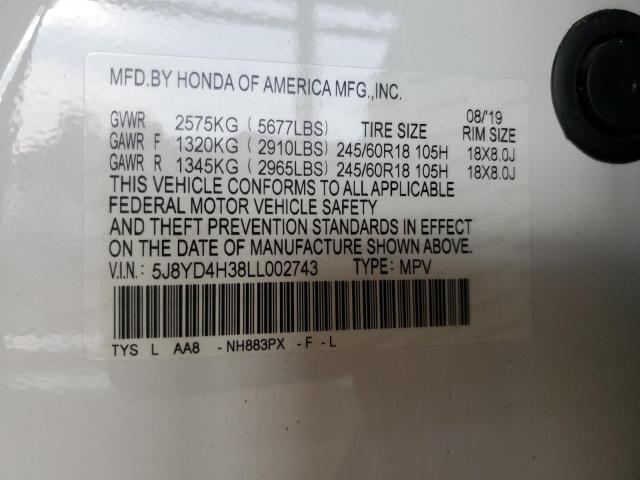 MFD.BY HONDA OF AMERICA MFG.,INC.
GVWR 2575KG ( 5677LBS) TIRE SIZE 08/'19 RIM SIZE
GAWR F 1320KG ( 2910LBS) 245/60R18 105H 18X8.0J
GAWR R 1345KG ( 2965LBS) 245/60R18 105H 18X8.0J
THIS VEHICLE CONFORMS TO ALL APPLICABLE
FEDERAL MOTOR VEHICLE SAFETY
AND THEFT PREVENTION STANDARDS IN EFFECT
ON THE DATE OF MANUFACTURE SHOWN ABOVE.
V.I.N.: 5J8YD4H38LL002743 TYPE: MPV
TYS L AA8 -NH883PX -F -L